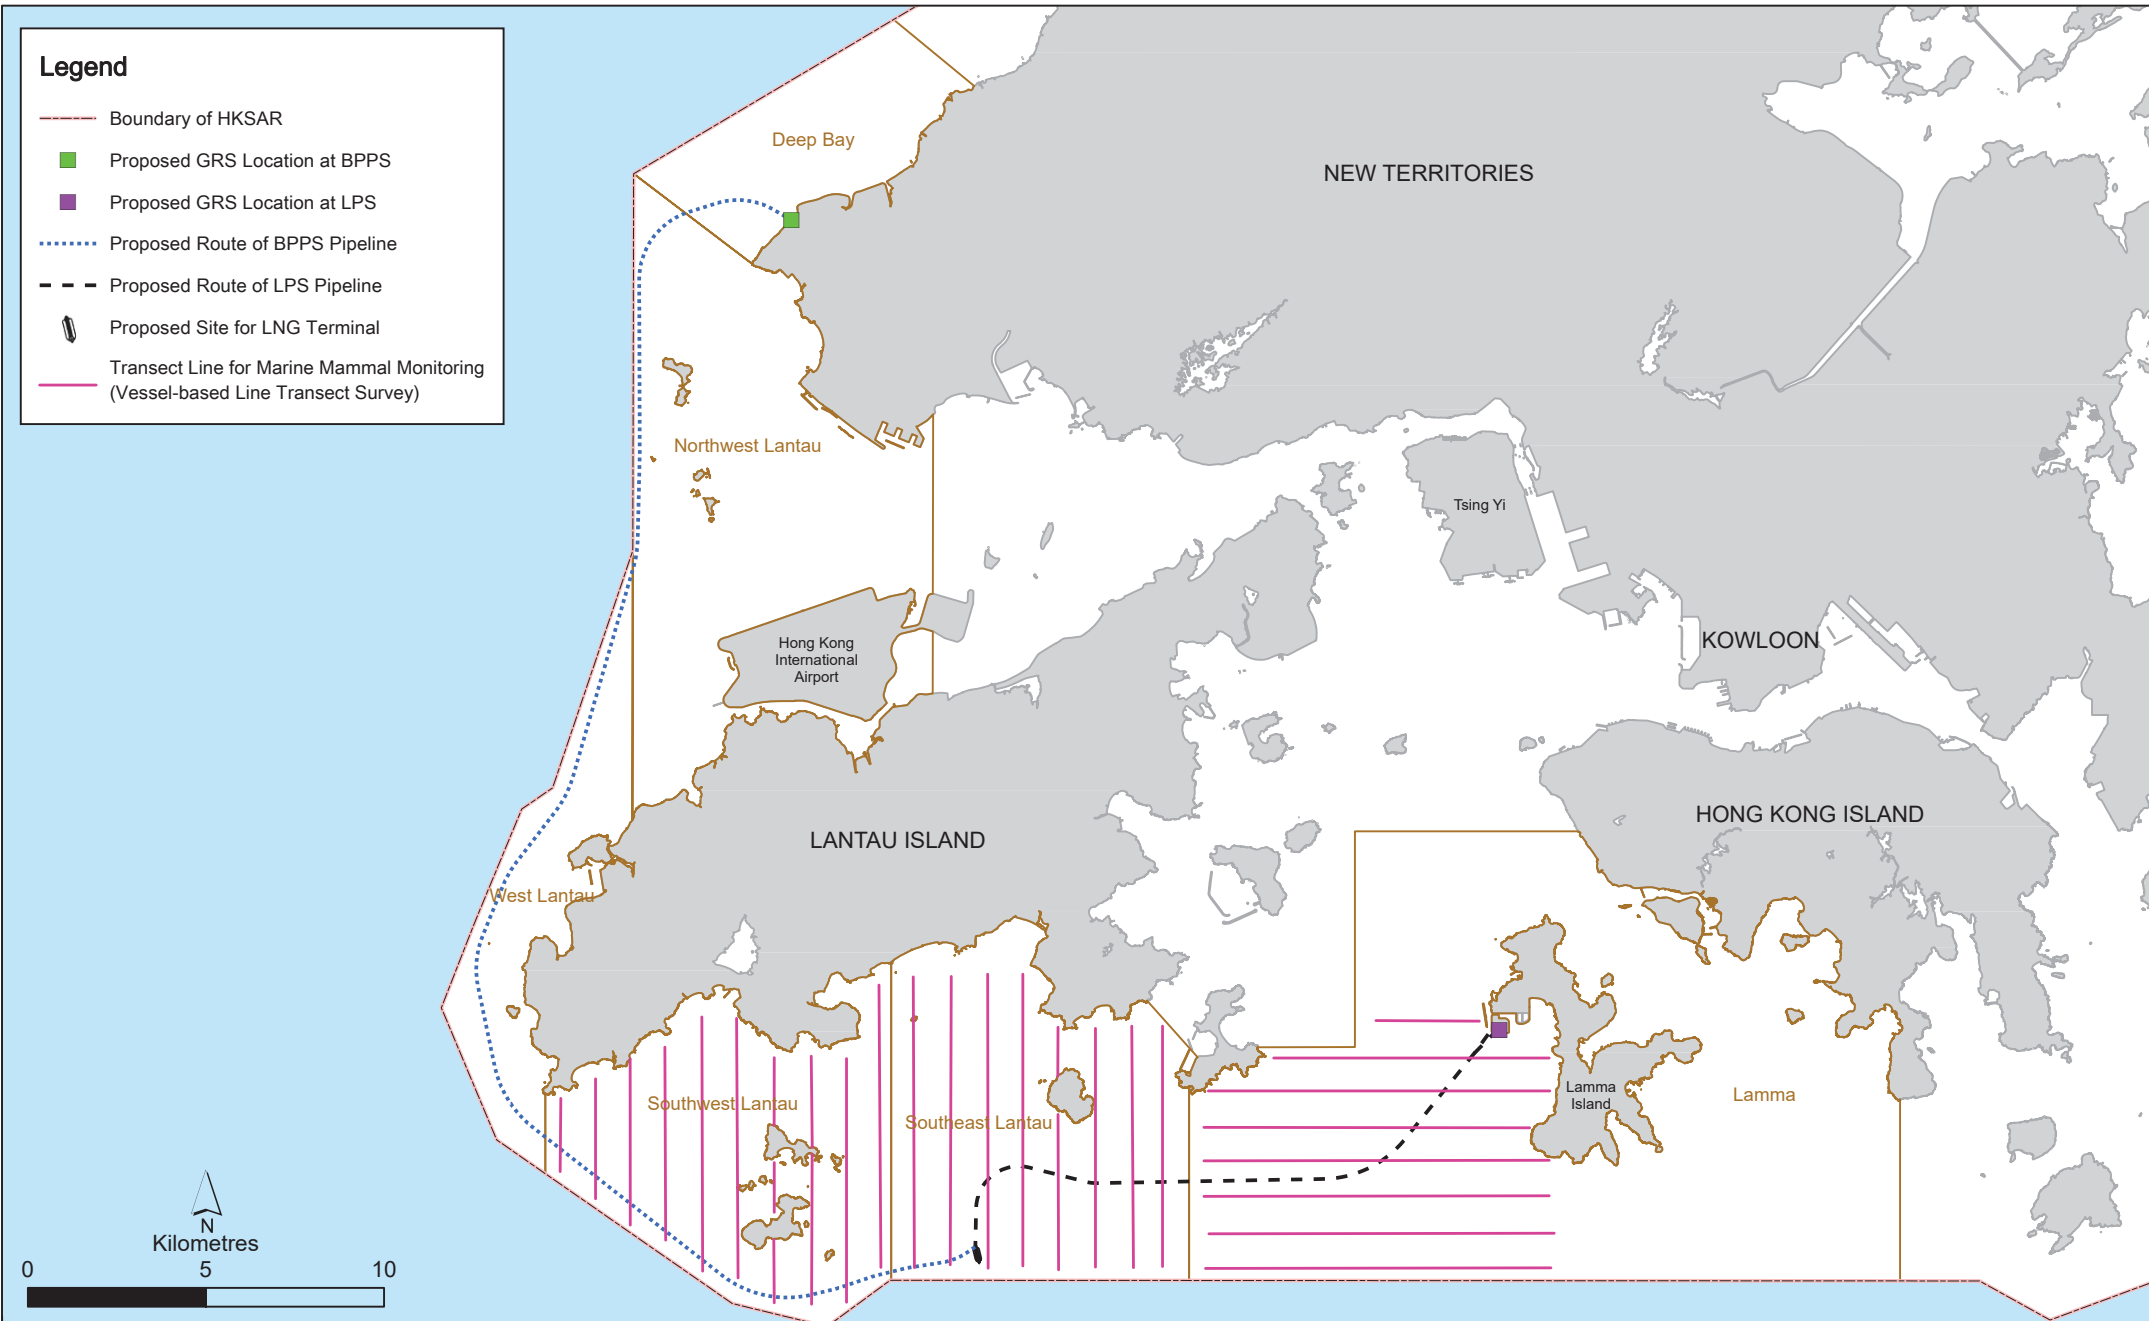 Legend
Boundary of HKSAR
Proposed GRS Location at BPPS
Proposed GRS Location at LPS
Proposed Route of BPPS Pipeline
Proposed Route of LPS Pipeline
Proposed Site for LNG Terminal
Transect Line for Marine Mammal Monitoring
(Vessel-based Line Transect Survey)
Deep Bay
NEW TERRITORIES
Northwest Lantau
Tsing Yi
Hong Kong
International
Airport
KOWLOON
HONG KONG ISLAND
LANTAU ISLAND
West Lantau
Southwest Lantau
Southeast Lantau
Lamma
Island
Lamma
N
Kilometres
0 5 10